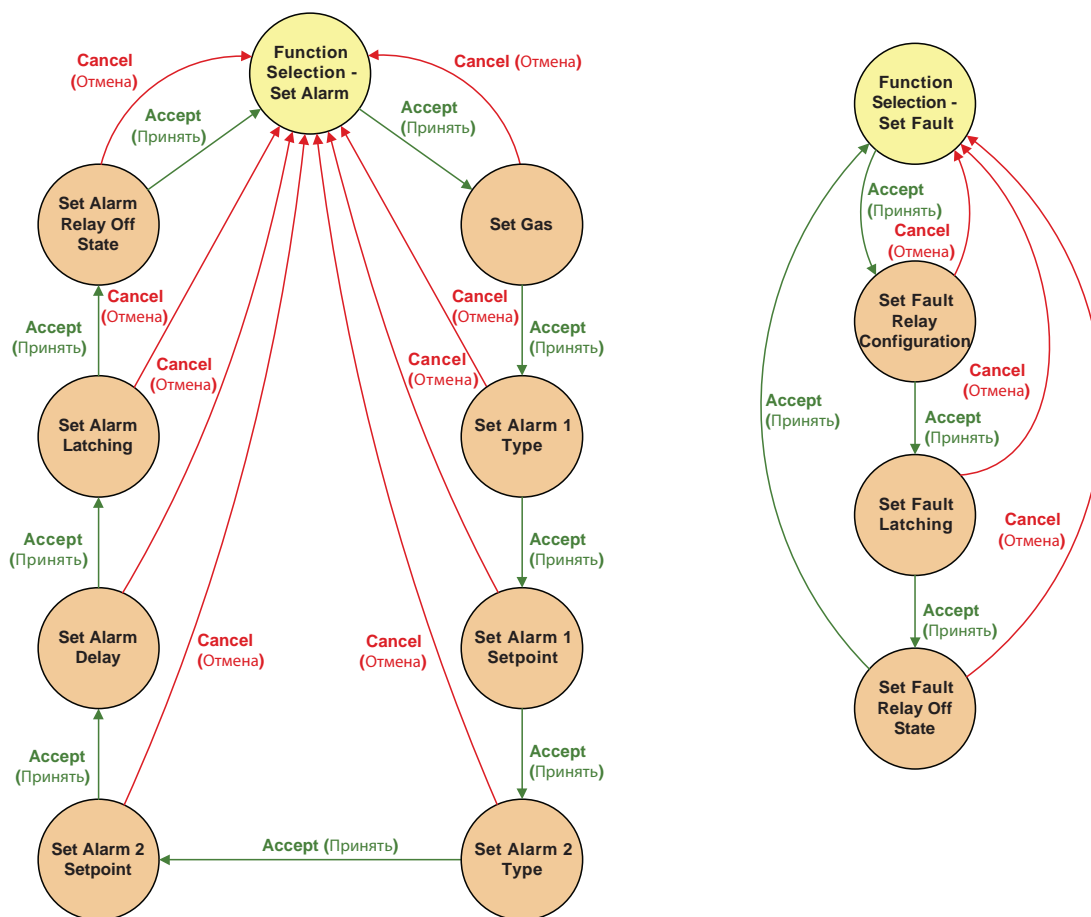 Function
Selection -
Set Alarm
Cancel
(Отмена)
Cancel (Отмена)
Accept
(Принять)
Accept
(Принять)
Set Alarm
Relay Off
State
Set Gas
Cancel
(Отмена)
Cancel
(Отмена)
Accept
(Принять)
Accept
(Принять)
Cancel
(Отмена)
Cancel
(Отмена)
Set Alarm
Latching
Set Alarm 1
Type
Accept
(Принять)
Accept
(Принять)
Set Alarm
Delay
Set Alarm 1
Setpoint
Cancel
(Отмена)
Cancel
(Отмена)
Accept
(Принять)
Accept
(Принять)
Set Alarm 2
Setpoint
Accept (Принять)
Set Alarm 2
Type
Function
Selection -
Set Fault
Accept
(Принять)
Cancel
(Отмена)
Set Fault
Relay
Configuration
Cancel
(Отмена)
Accept
(Принять)
Accept
(Принять)
Set Fault
Latching
Cancel
(Отмена)
Accept
(Принять)
Set Fault
Relay Off
State